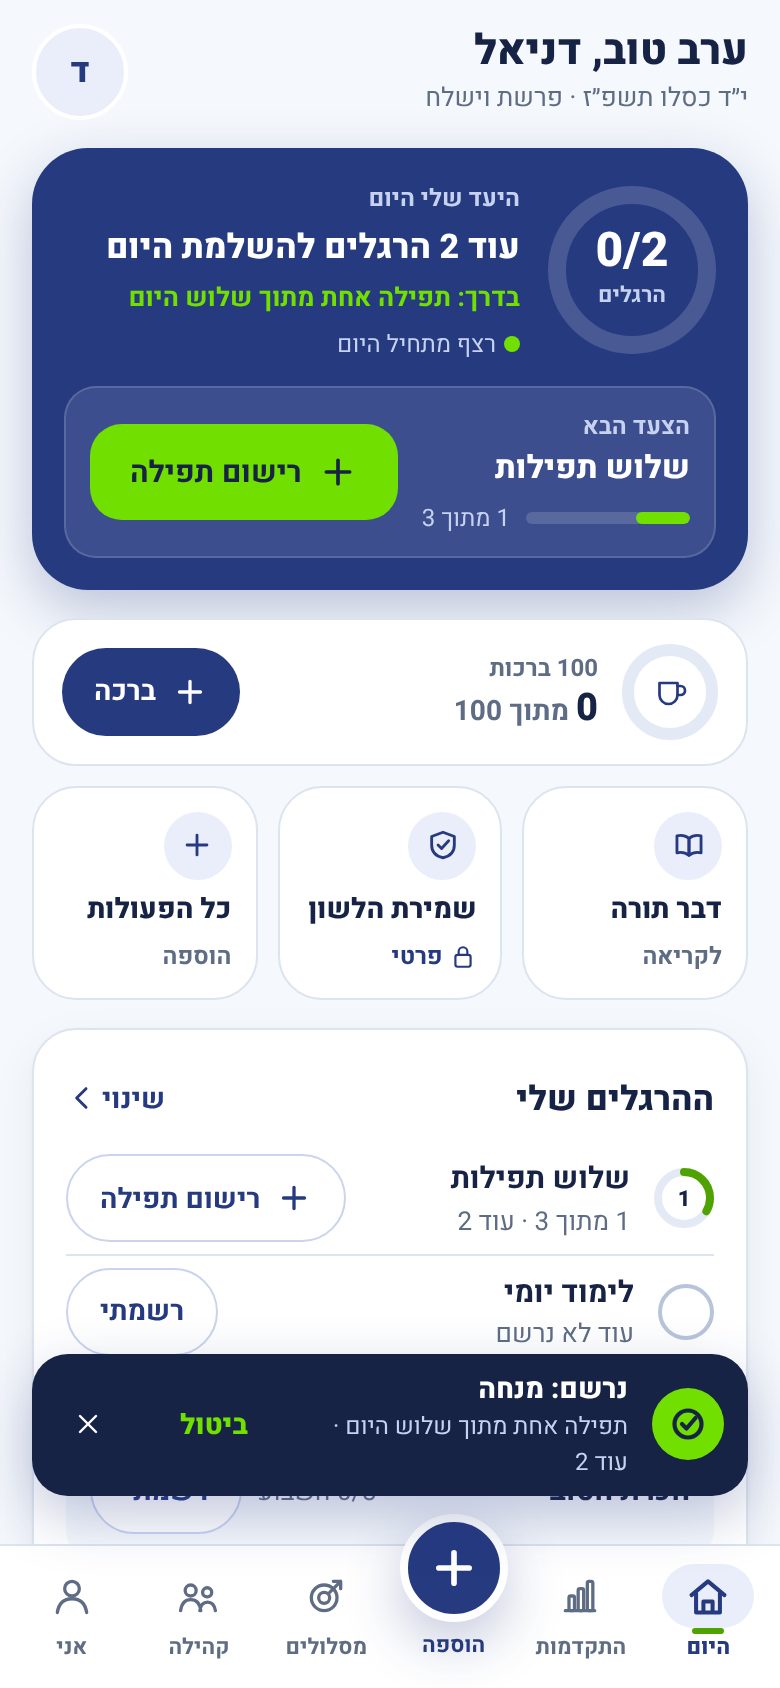 ערב טוב, דניאל
י״ד כסלו תשפ״ז · פרשת וישלח
ד
0/2
הרגלים
היעד שלי היום
עוד 2 הרגלים להשלמת היום
בדרך: תפילה אחת מתוך שלוש היום
רצף מתחיל היום
הצעד הבא
שלוש תפילות
1 מתוך 3
רישום תפילה
100 ברכות
0 מתוך 100
ברכה
דבר תורה
לקריאה
שמירת הלשון
פרטי
כל הפעולות
הוספה
ההרגלים שלי
שינוי
1
שלוש תפילות
1 מתוך 3 · עוד 2
רישום תפילה
לימוד יומי
עוד לא נרשם
רשמתי
נרשם: מנחה
תפילה אחת מתוך שלוש היום ·
עוד 2
ביטול
היום
התקדמות
הוספה
מסלולים
קהילה
אני